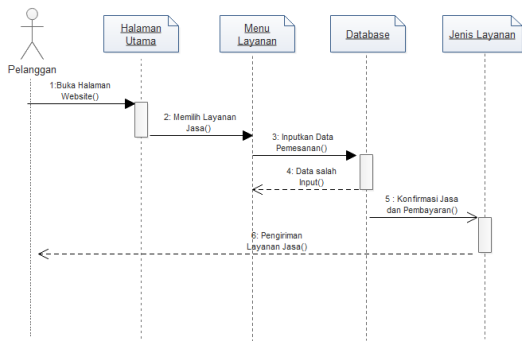 Halaman
Utama
Menu
Layanan
Database
Jenis Layanan
Pelanggan
1:Buka Halaman
Website()
2: Memilih Layanan
Jasa()
3: Inputkan Data
Pemesanan()
4: Data salah
Input()
5 : Konfirmasi Jasa
dan Pembayaran()
6: Pengiriman
Layanan Jasa()